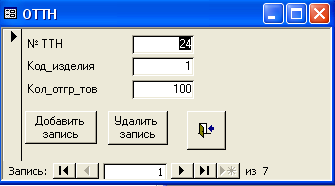 ОТТН
№ ТТН 24
Код_изделия 1
Кол_отгр_тов 100
Добавить
запись
Удалить
запись
Запись: 1 из 7